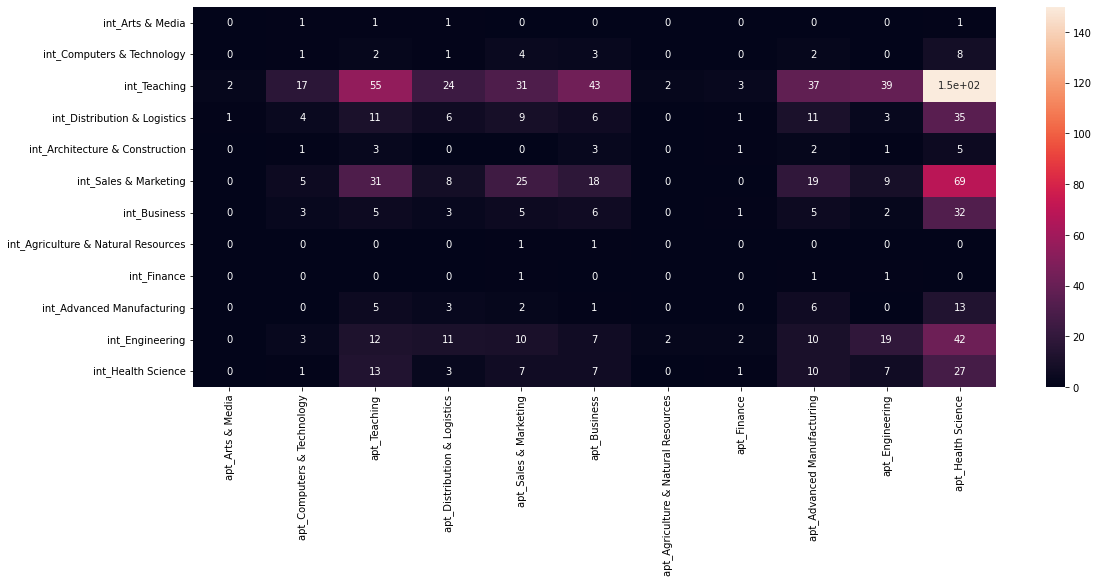 int_Arts & Media 0 1 1 1 0 0 0 0 0 0 1
int_Computers & Technology 0 1 2 1 4 3 0 0 2 0 8
int_Teaching 2 17 55 24 31 43 2 3 37 39 1.5e+02
int_Distribution & Logistics 1 4 11 6 9 6 0 1 11 3 35
int_Architecture & Construction 0 1 3 0 0 3 0 1 2 1 5
int_Sales & Marketing 0 5 31 8 25 18 0 0 19 9 69
int_Business 0 3 5 3 5 6 0 1 5 2 32
int_Agriculture & Natural Resources 0 0 0 0 1 1 0 0 0 0 0
int_Finance 0 0 0 0 1 0 0 0 1 1 0
int_Advanced Manufacturing 0 0 5 3 2 1 0 0 6 0 13
int_Engineering 0 3 12 11 10 7 2 2 10 19 42
int_Health Science 0 1 13 3 7 7 0 1 10 7 27
apt_Arts & Media
apt_Computers & Technology
apt_Teaching
apt_Distribution & Logistics
apt_Sales & Marketing
apt_Business
apt_Agriculture & Natural Resources
apt_Finance
apt_Advanced Manufacturing
apt_Engineering
apt_Health Science
140
120
100
80
60
40
20
0